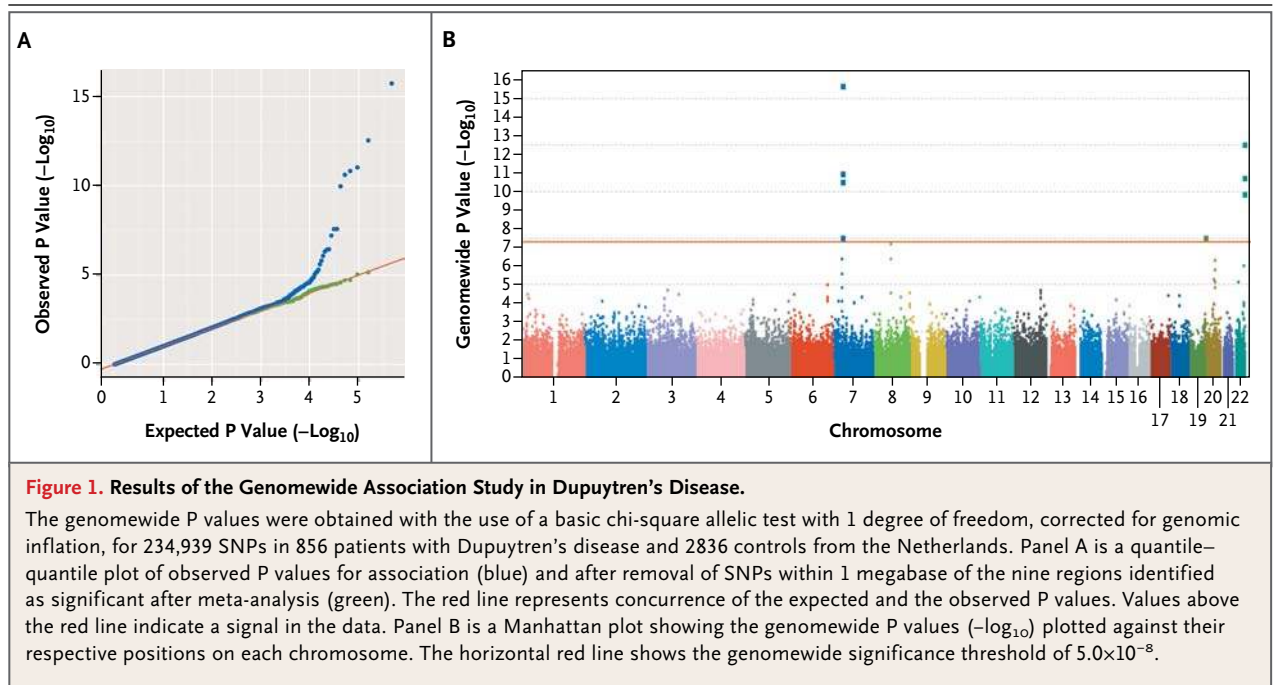 A
Observed P Value (–Log10)
15
10
5
0
0 1 2 3 4 5
Expected P Value (–Log10)
B
Genomewide P Value (–Log10)
16
15
14
13
12
11
10
9
8
7
6
5
4
3
2
1
0
1 2 3 4 5 6 7 8 9 10 11 12 13 14 15 16 18 20 22
17 19 21
Chromosome
Figure 1. Results of the Genomewide Association Study in Dupuytren’s Disease.
The genomewide P values were obtained with the use of a basic chi-square allelic test with 1 degree of freedom, corrected for genomic
inflation, for 234,939 SNPs in 856 patients with Dupuytren’s disease and 2836 controls from the Netherlands. Panel A is a quantile–
quantile plot of observed P values for association (blue) and after removal of SNPs within 1 megabase of the nine regions identified
as significant after meta-analysis (green). The red line represents concurrence of the expected and the observed P values. Values above
the red line indicate a signal in the data. Panel B is a Manhattan plot showing the genomewide P values (–log10) plotted against their
respective positions on each chromosome. The horizontal red line shows the genomewide significance threshold of 5.0×10⁻⁸.